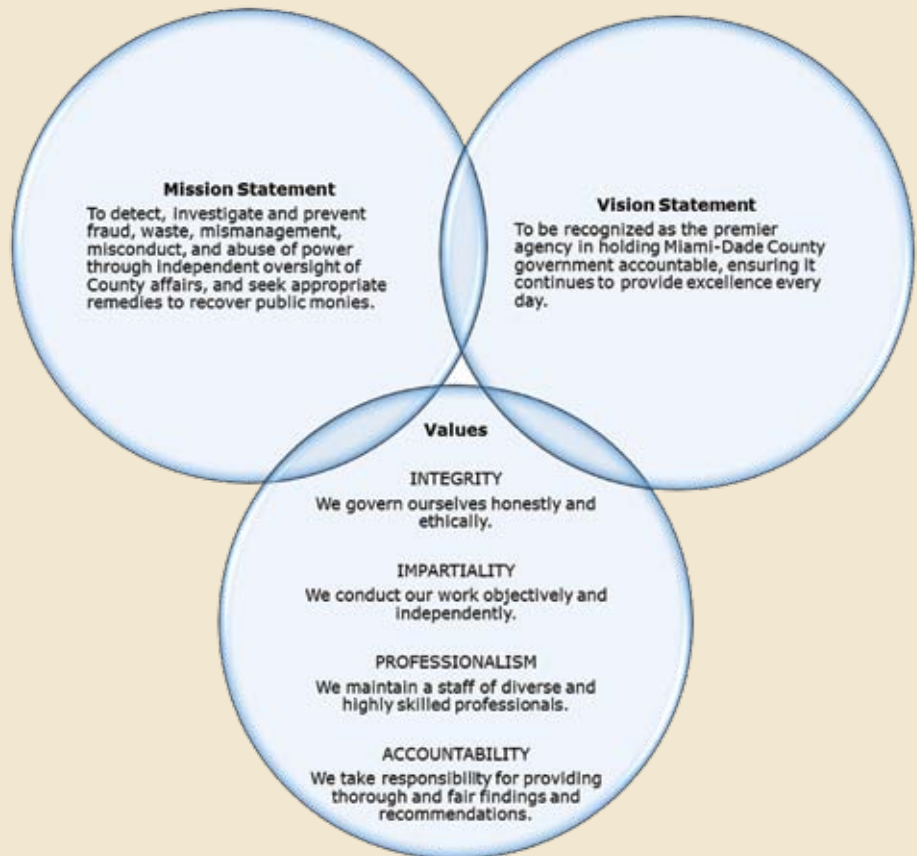 Mission Statement
To detect, investigate and prevent
fraud, waste, mismanagement,
misconduct, and abuse of power
through independent oversight of
County affairs, and seek appropriate
remedies to recover public monies.
Vision Statement
To be recognized as the premier
agency in holding Miami-Dade County
government accountable, ensuring it
continues to provide excellence every
day.
Values
INTEGRITY
We govern ourselves honestly and
ethically.
IMPARTIALITY
We conduct our work objectively and
independently.
PROFESSIONALISM
We maintain a staff of diverse and
highly skilled professionals.
ACCOUNTABILITY
We take responsibility for providing
thorough and fair findings and
recommendations.